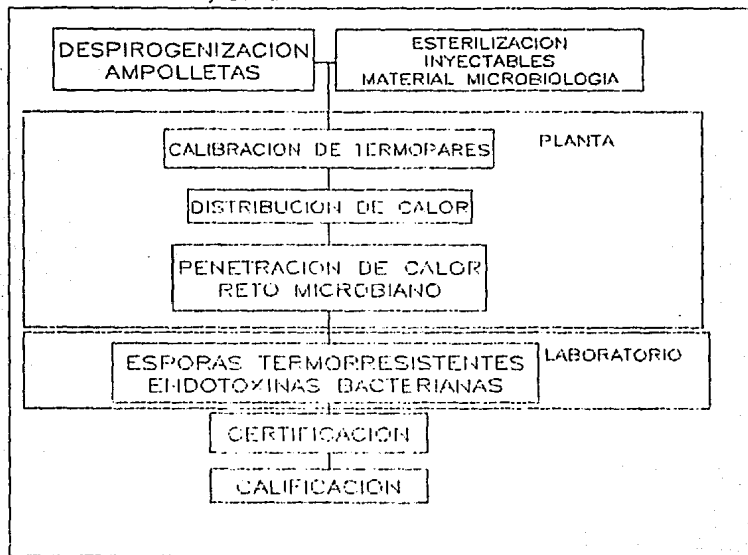 DESPIROGENIZACION
AMPOLLETAS
ESTERILIZACION
INYECTABLES
MATERIAL MICROBIOLOGIA
PLANTA
CALIBRACION DE TERMOPARES
DISTRIBUCION DE CALOR
PENETRACION DE CALOR
RETO MICROBIANO
LABORATORIO
ESPORAS TERMORRESISTENTES
ENDOTOXINAS BACTERIANAS
CERTIFICACION
CALIFICACION